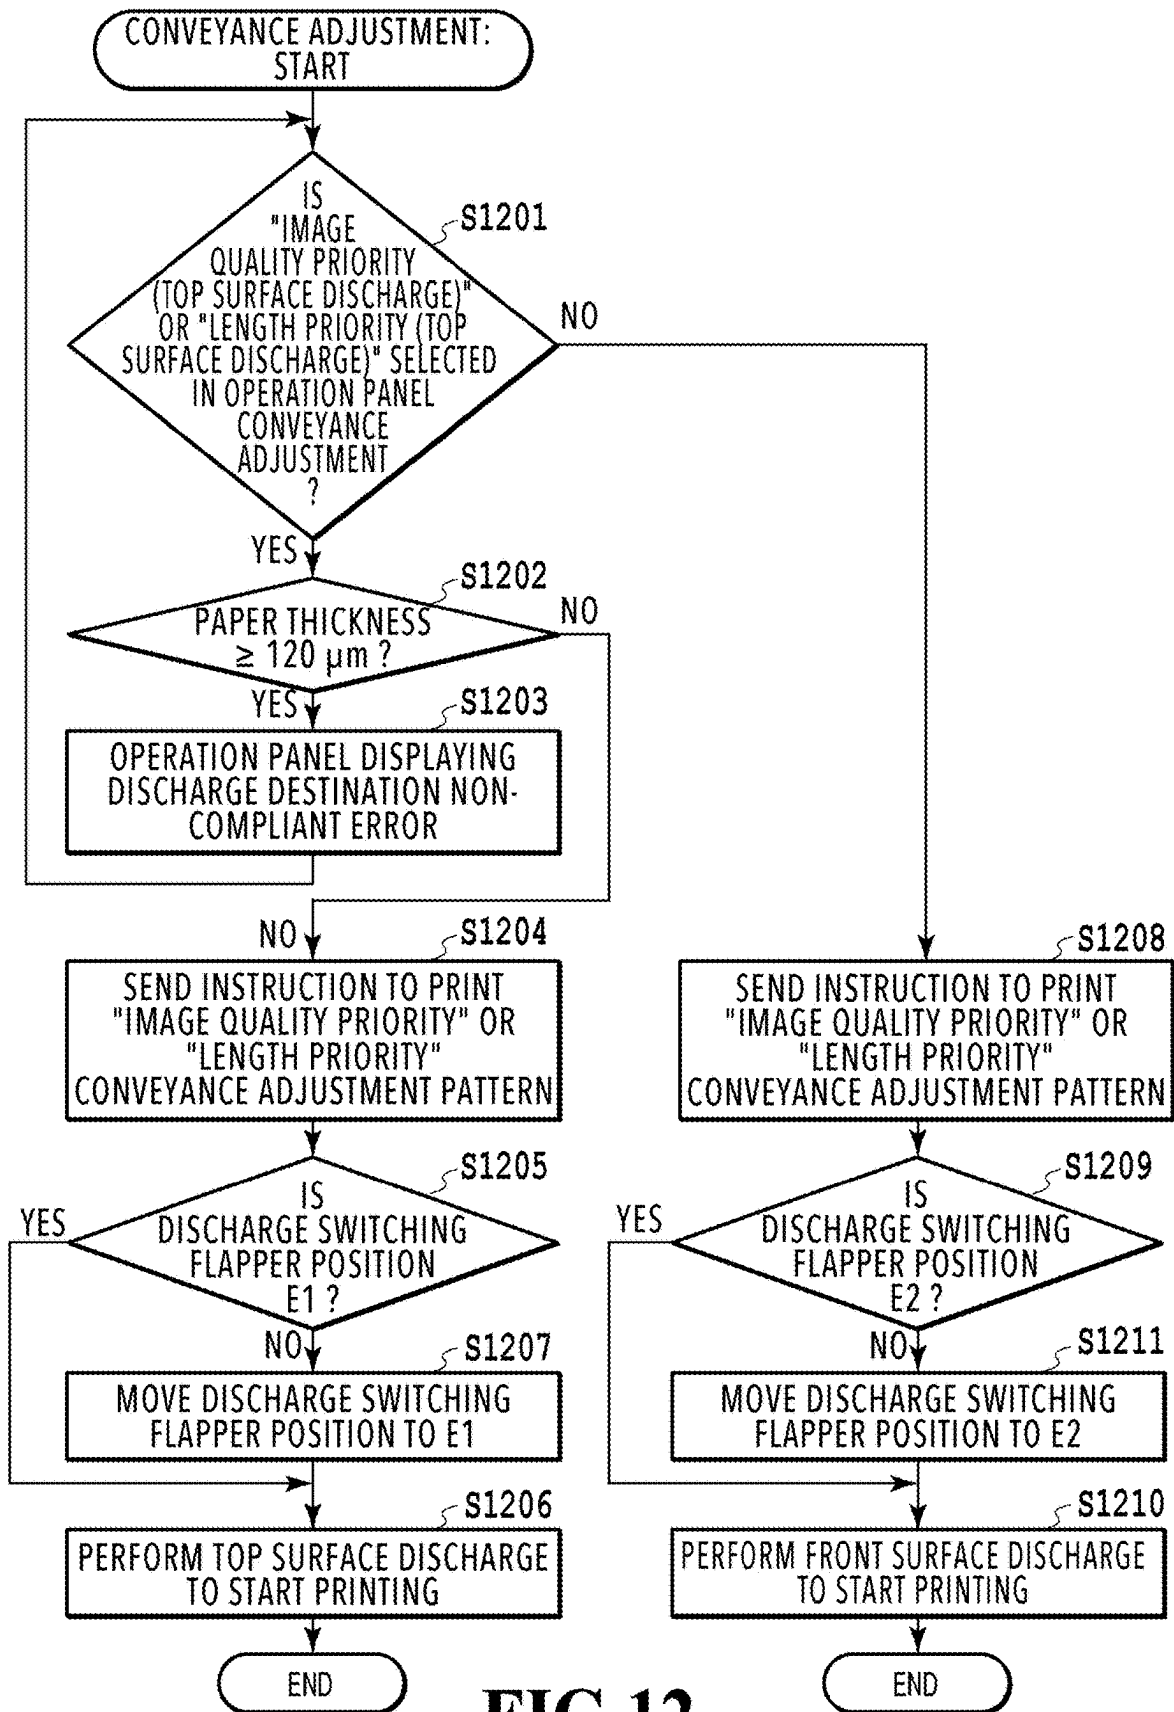 CONVEYANCE ADJUSTMENT:
START
IS
"IMAGE
QUALITY PRIORITY
(TOP SURFACE DISCHARGE)"
OR "LENGTH PRIORITY (TOP
SURFACE DISCHARGE)" SELECTED
IN OPERATION PANEL
CONVEYANCE
ADJUSTMENT
?
S1201
NO
YES
S1202
PAPER THICKNESS
≥ 120 μm ?
NO
YES
S1203
OPERATION PANEL DISPLAYING
DISCHARGE DESTINATION NON-
COMPLIANT ERROR
NO
S1204
SEND INSTRUCTION TO PRINT
"IMAGE QUALITY PRIORITY" OR
"LENGTH PRIORITY"
CONVEYANCE ADJUSTMENT PATTERN
S1205
IS
DISCHARGE SWITCHING
FLAPPER POSITION
E1 ?
YES
NO
S1207
MOVE DISCHARGE SWITCHING
FLAPPER POSITION TO E1
S1206
PERFORM TOP SURFACE DISCHARGE
TO START PRINTING
END
S1208
SEND INSTRUCTION TO PRINT
"IMAGE QUALITY PRIORITY" OR
"LENGTH PRIORITY"
CONVEYANCE ADJUSTMENT PATTERN
S1209
IS
DISCHARGE SWITCHING
FLAPPER POSITION
E2 ?
YES
NO
S1211
MOVE DISCHARGE SWITCHING
FLAPPER POSITION TO E2
S1210
PERFORM FRONT SURFACE DISCHARGE
TO START PRINTING
END
FIG.12